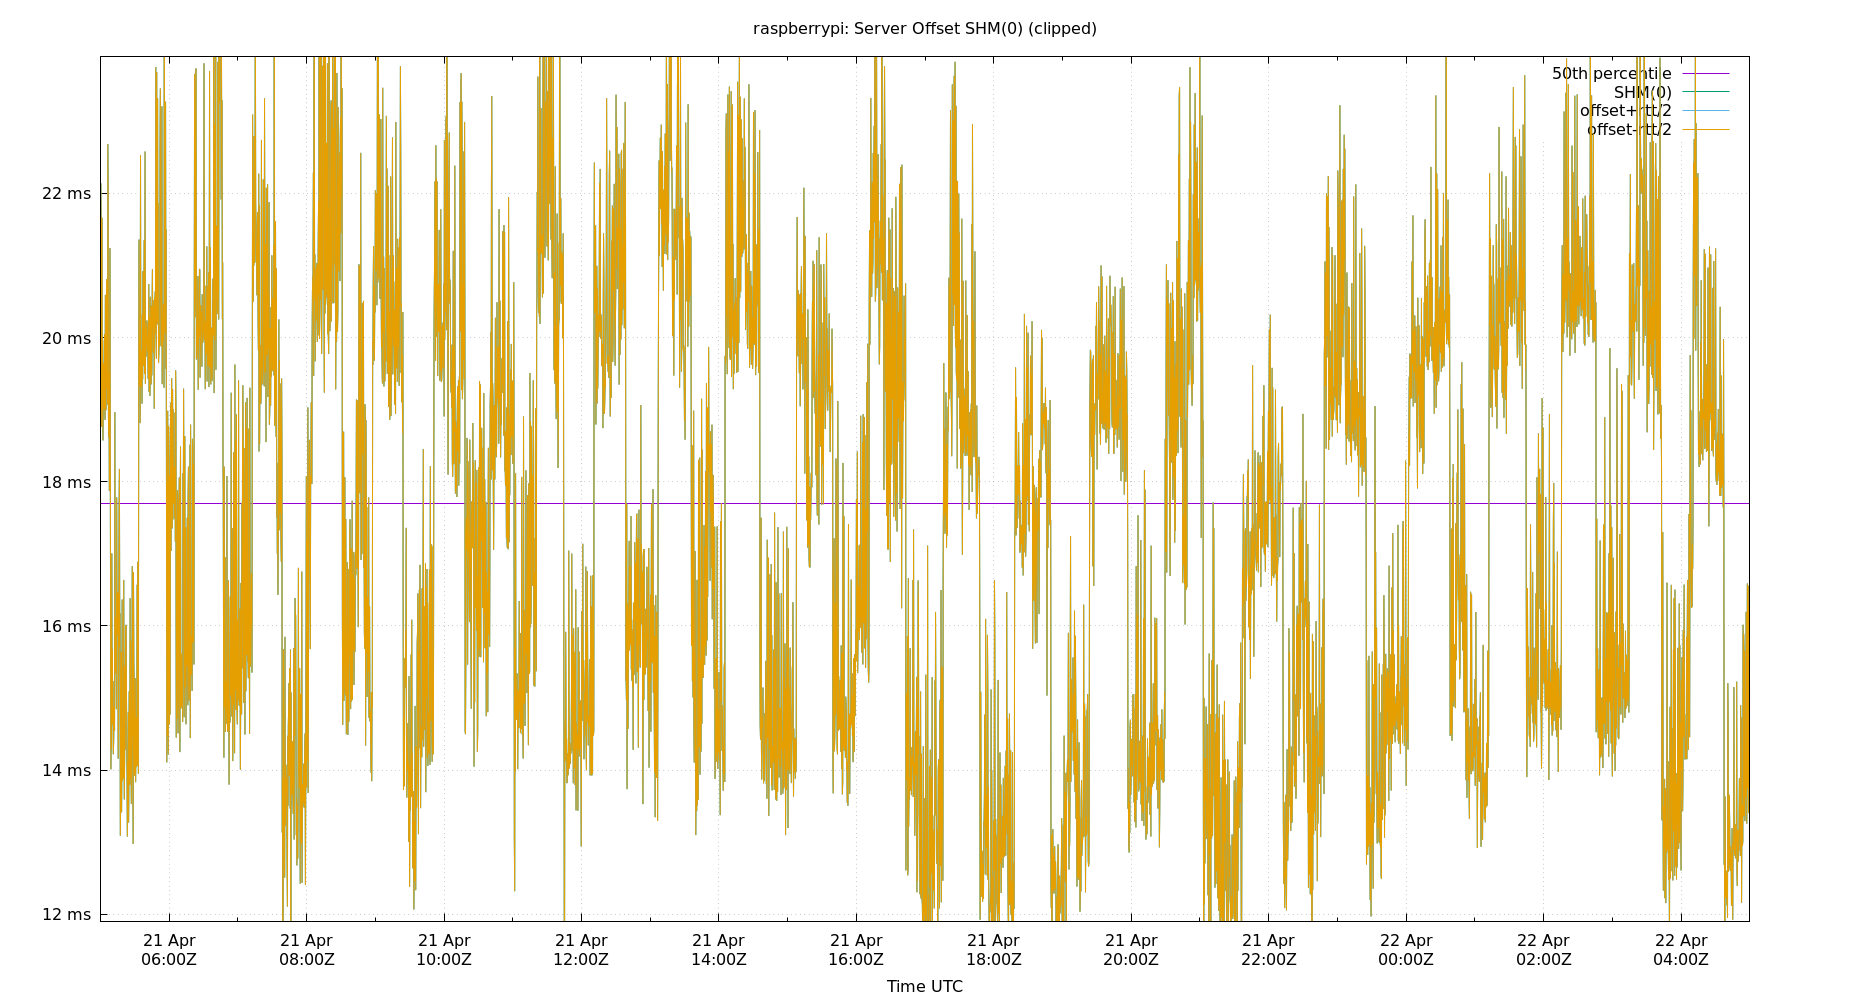 raspberrypi: Server Offset SHM(0) (clipped)
50th percentile
SHM(0)
offset+rtt/2
offset-rtt/2
22 ms
20 ms
18 ms
16 ms
14 ms
12 ms
21 Apr 21 Apr 21 Apr 21 Apr 21 Apr 21 Apr 21 Apr 21 Apr 21 Apr 22 Apr 22 Apr 22 Apr
06:00Z 08:00Z 10:00Z 12:00Z 14:00Z 16:00Z 18:00Z 20:00Z 22:00Z 00:00Z 02:00Z 04:00Z
Time UTC